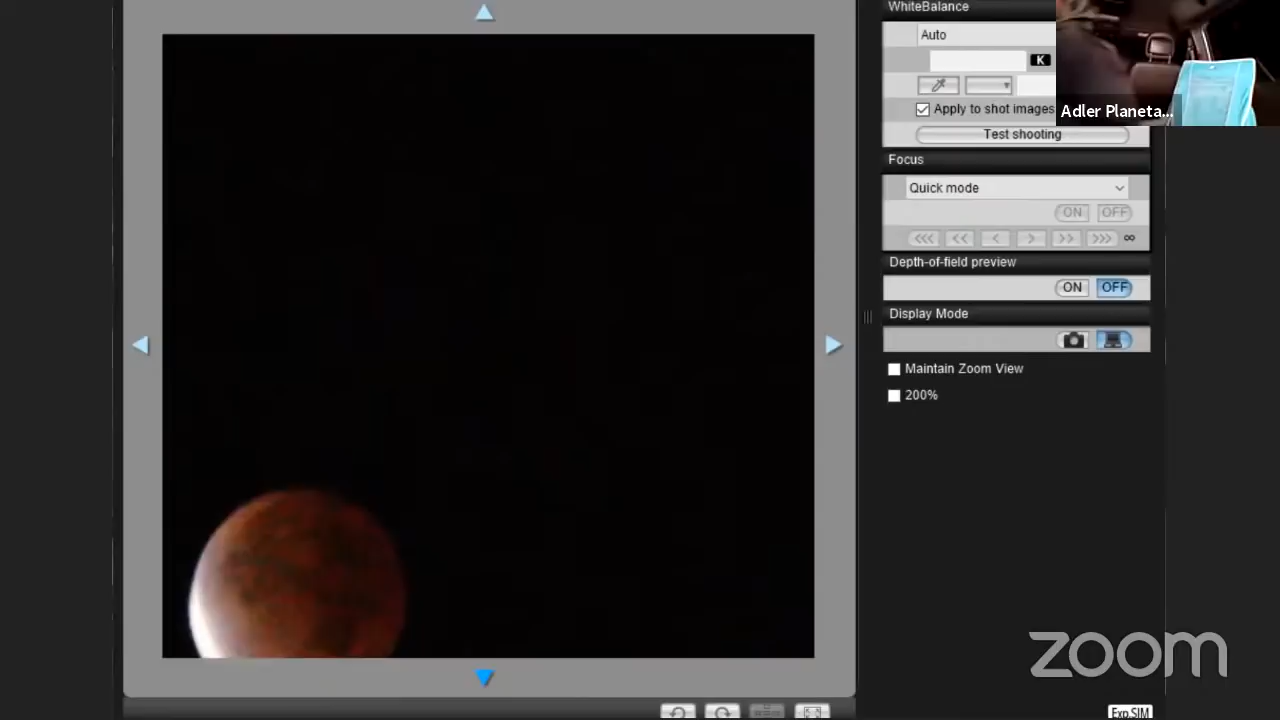 WhiteBalance
Auto
K
Apply to shot images
Test shooting
Focus
Quick mode
ON OFF
<<< << < > >> >>> ∞
Depth-of-field preview
ON OFF
Display Mode
Maintain Zoom View
200%
Adler Planeta...
zoom
Exp.SIM